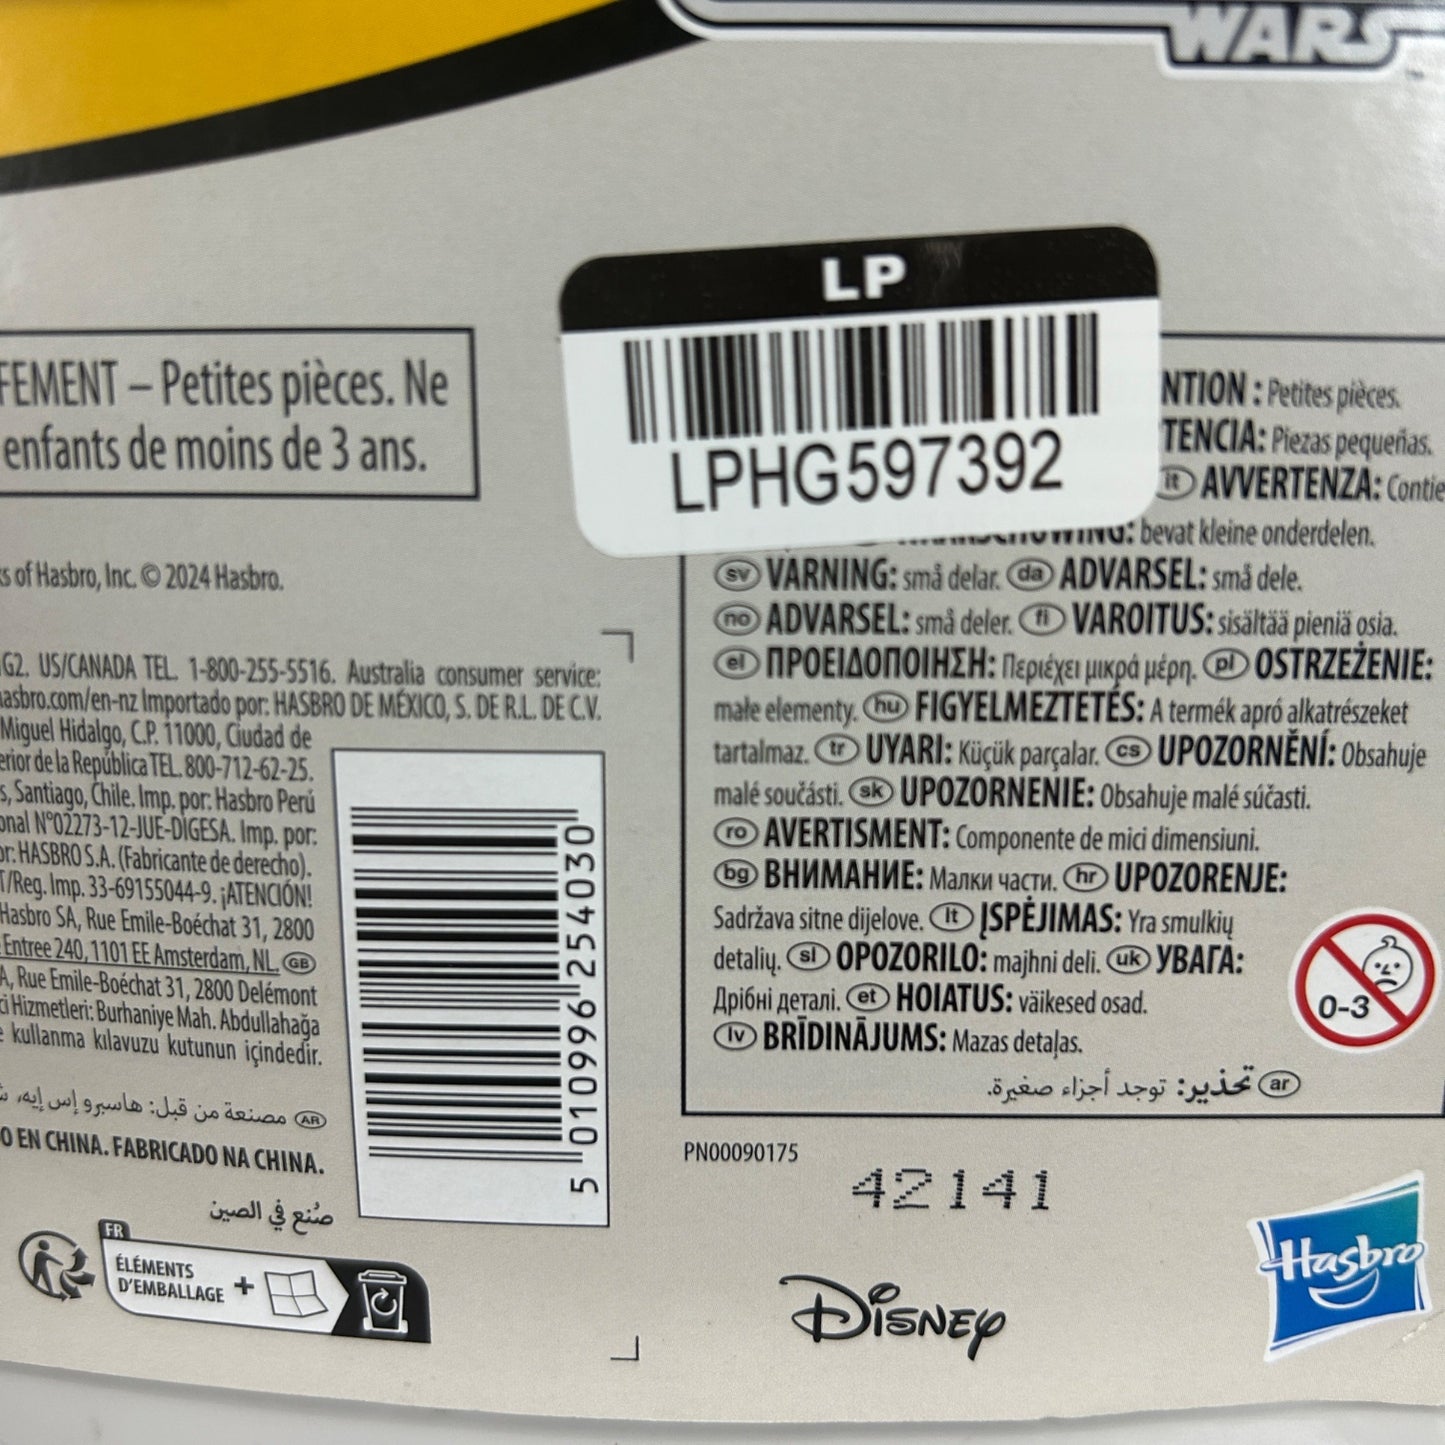 WARS
LP
LPHG597392
FEMENT – Petites pièces. Ne
enfants de moins de 3 ans.
of Hasbro, Inc. © 2024 Hasbro.
G2. US/CANADA TEL. 1-800-255-5516. Australia consumer service:
hasbro.com/en-nz Importado por: HASBRO DE MÉXICO, S. DE R.L. DE C.V.
Miguel Hidalgo, C.P. 11000, Ciudad de
erior de la República TEL. 800-712-62-25.
Santiago, Chile. Imp. por: Hasbro Perú
onal N°02273-12-JUE-DIGESA. Imp. por:
or: HASBRO S.A. (Fabricante de derecho).
T/Reg. Imp. 33-69155044-9. ¡ATENCIÓN!
Hasbro SA, Rue Emile-Boéchat 31, 2800
Entree 240, 1101 EE Amsterdam, NL. GB
A, Rue Emile-Boéchat 31, 2800 Delémont
ci Hizmetleri: Burhaniye Mah. Abdullahağa
e kullanma kılavuzu kutunun içindedir.
AR مصنعة من قبل: هاسبرو إس إيه،
O EN CHINA. FABRICADO NA CHINA.
صُنع في الصين
FR
ÉLÉMENTS
D'EMBALLAGE +
5 010996 254030
NTION : Petites pièces.
TENCIA: Piezas pequeñas.
it AVVERTENZA: Contie
bevat kleine onderdelen.
sv VARNING: små delar. da ADVARSEL: små dele.
no ADVARSEL: små deler. fi VAROITUS: sisältää pieniä osia.
el ΠΡΟΕΙΔΟΠΟΙΗΣΗ: Περιέχει μικρά μέρη. pl OSTRZEŻENIE:
małe elementy. hu FIGYELMEZTETÉS: A termék apró alkatrészeket
tartalmaz. tr UYARI: Küçük parçalar. cs UPOZORNĚNÍ: Obsahuje
malé součásti. sk UPOZORNENIE: Obsahuje malé súčasti.
ro AVERTISMENT: Componente de mici dimensiuni.
bg ВНИМАНИЕ: Малки части. hr UPOZORENJE:
Sadržava sitne dijelove. lt ĮSPĖJIMAS: Yra smulkių
detalių. sl OPOZORILO: majhni deli. uk УВАГА:
Дрібні деталі. et HOIATUS: väikesed osad.
lv BRĪDINĀJUMS: Mazas detaļas.
ar تحذير: توجد أجزاء صغيرة.
0-3
PN00090175
42141
Disney
Hasbro